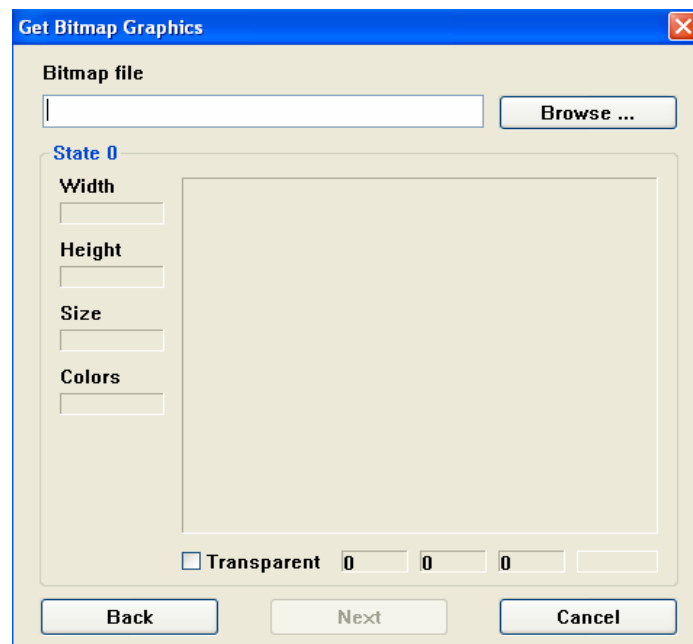 Get Bitmap Graphics
Bitmap file
Browse ...
State 0
Width
Height
Size
Colors
Transparent 0 0 0
Back Next Cancel